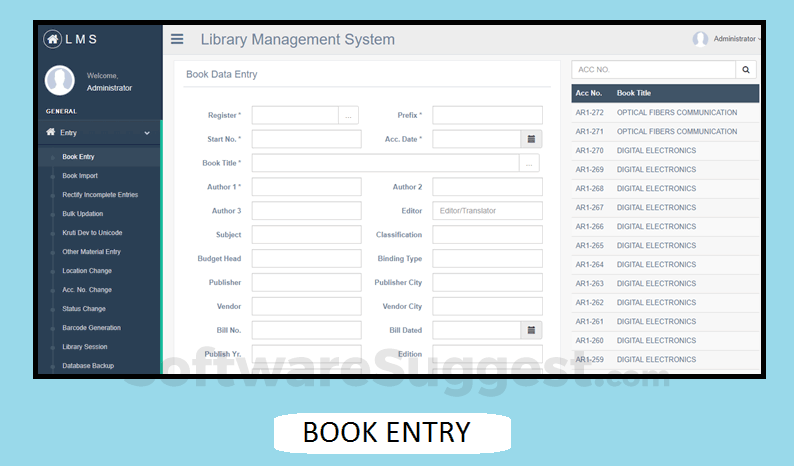 LMS
Library Management System
Administrator
Welcome,
Administrator
GENERAL
Entry
Book Entry
Book Import
Rectify Incomplete Entries
Bulk Updation
Kruti Dev to Unicode
Other Material Entry
Location Change
Acc. No. Change
Status Change
Barcode Generation
Library Session
Database Backup
Book Data Entry
Register * ... Prefix *
Start No. * Acc. Date *
Book Title * ...
Author 1 * Author 2
Author 3 Editor Editor/Translator
Subject Classification
Budget Head Binding Type
Publisher Publisher City
Vendor Vendor City
Bill No. Bill Dated
Publish Yr. Edition
ACC NO.
Acc No. Book Title
AR1-272 OPTICAL FIBERS COMMUNICATION
AR1-271 OPTICAL FIBERS COMMUNICATION
AR1-270 DIGITAL ELECTRONICS
AR1-269 DIGITAL ELECTRONICS
AR1-268 DIGITAL ELECTRONICS
AR1-267 DIGITAL ELECTRONICS
AR1-266 DIGITAL ELECTRONICS
AR1-265 DIGITAL ELECTRONICS
AR1-264 DIGITAL ELECTRONICS
AR1-263 DIGITAL ELECTRONICS
AR1-262 DIGITAL ELECTRONICS
AR1-261 DIGITAL ELECTRONICS
AR1-260 DIGITAL ELECTRONICS
AR1-259 DIGITAL ELECTRONICS
SoftwareSuggest.com
BOOK ENTRY